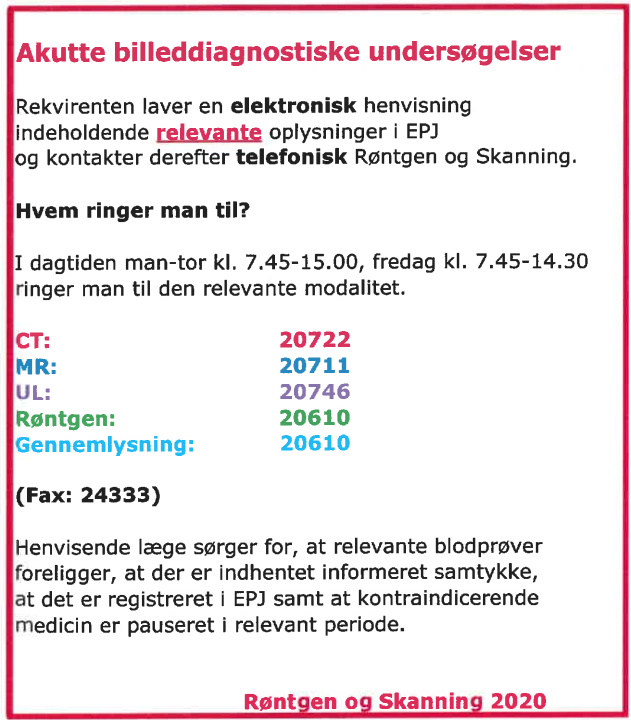 Akutte billeddiagnostiske undersøgelser
Rekvirenten laver en elektronisk henvisning
indeholdende relevante oplysninger i EPJ
og kontakter derefter telefonisk Røntgen og Skanning.
Hvem ringer man til?
I dagtiden man-tor kl. 7.45-15.00, fredag kl. 7.45-14.30
ringer man til den relevante modalitet.
CT: 20722
MR: 20711
UL: 20746
Røntgen: 20610
Gennemlysning: 20610
(Fax: 24333)
Henvisende læge sørger for, at relevante blodprøver
foreligger, at der er indhentet informeret samtykke,
at det er registreret i EPJ samt at kontraindicerende
medicin er pauseret i relevant periode.
Røntgen og Skanning 2020